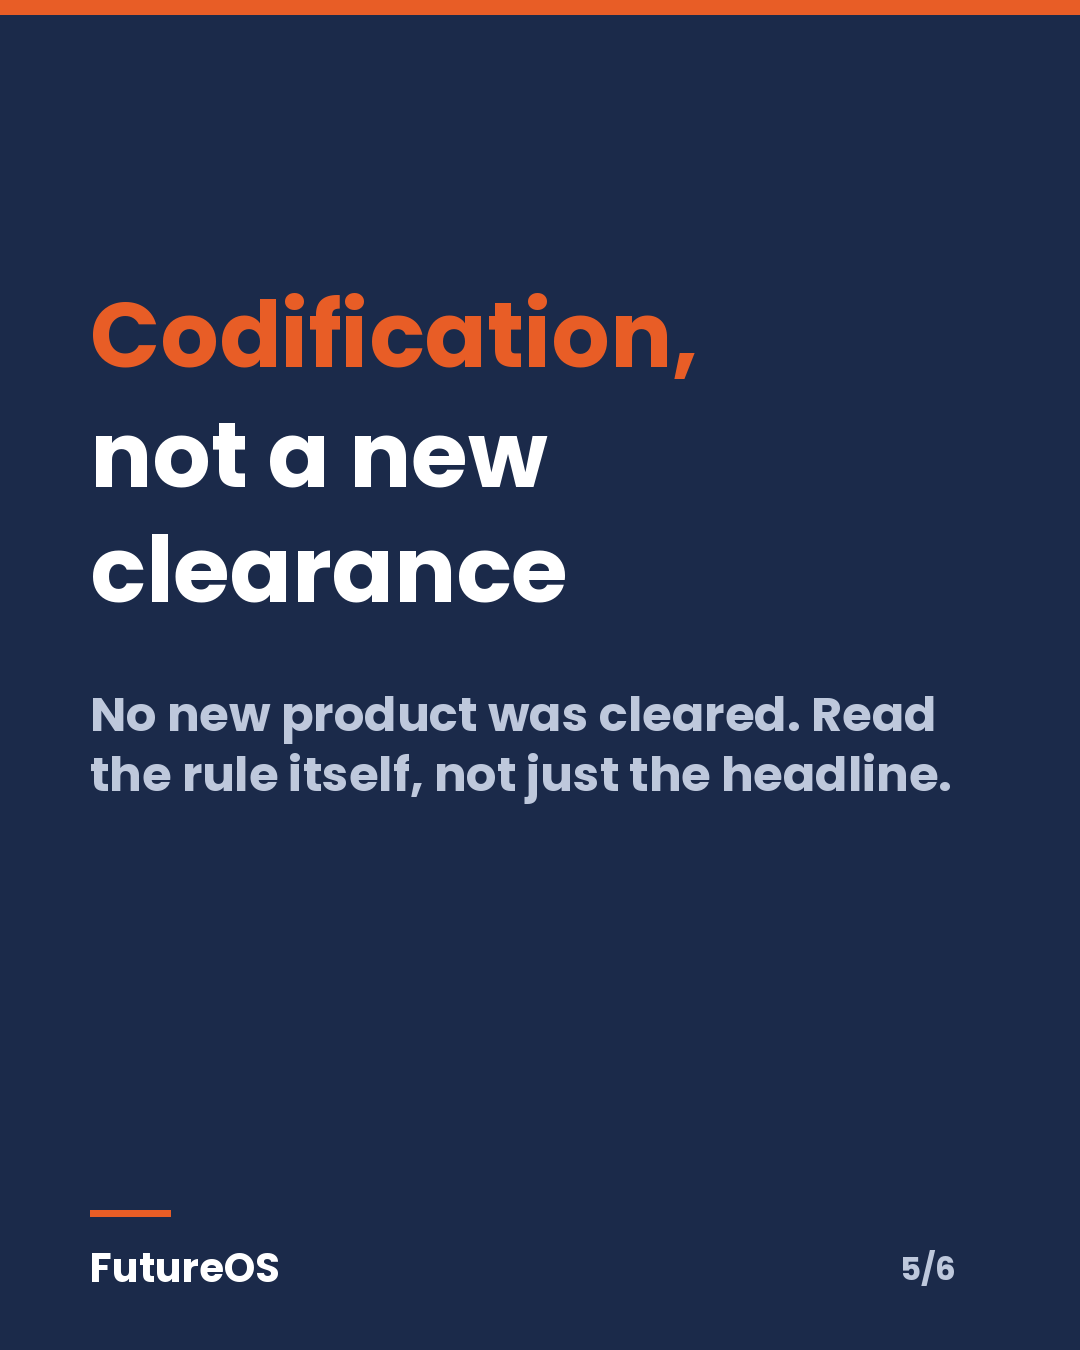 Codification,
not a new
clearance
No new product was cleared. Read
the rule itself, not just the headline.
FutureOS
5/6